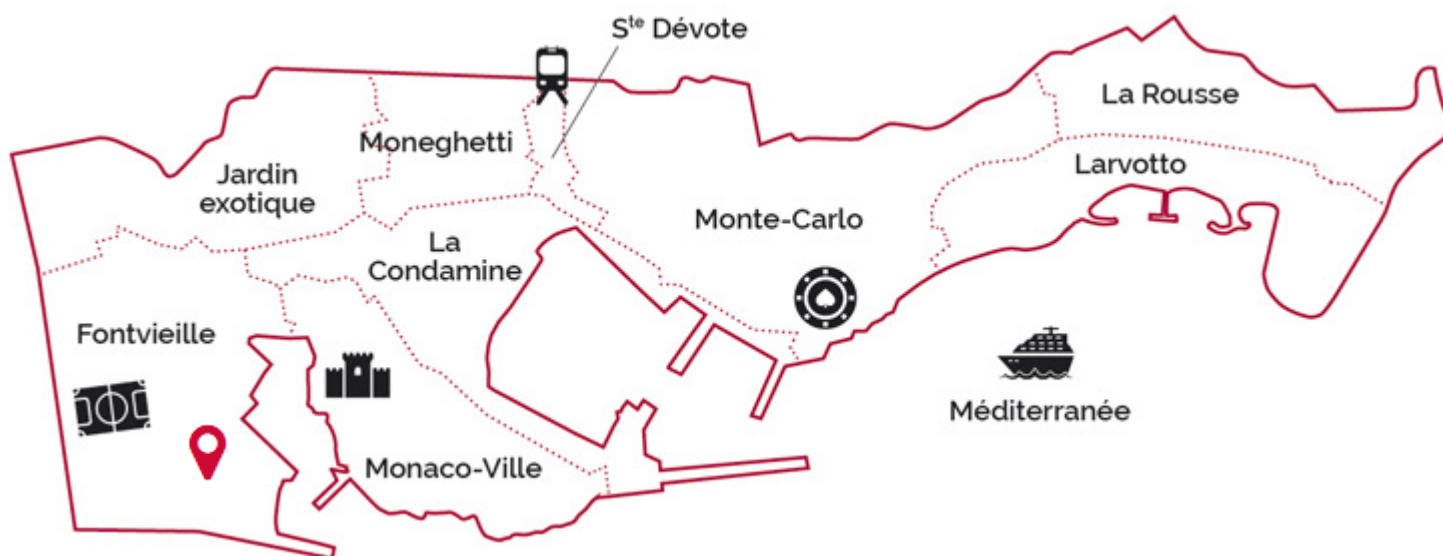 Sᵗᵉ Dévote
La Rousse
Moneghetti
Larvotto
Jardin
exotique
Monte-Carlo
La
Condamine
Fontvieille
Méditerranée
Monaco-Ville